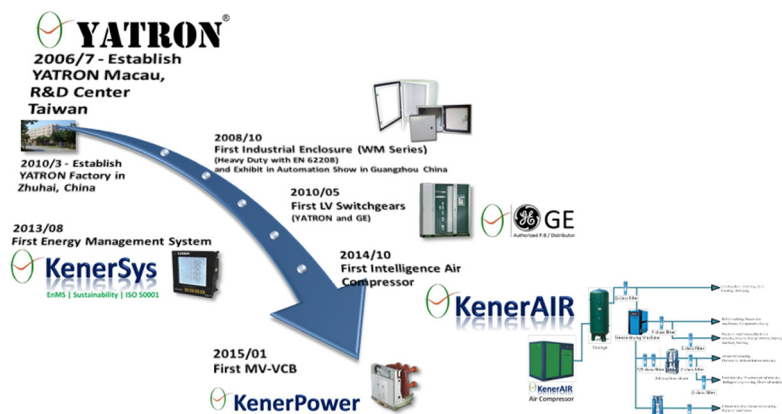 YATRON®
2006/7 - Establish
YATRON Macau,
R&D Center
Taiwan
2010/3 - Establish
YATRON Factory in
Zhuhai, China
2008/10
First Industrial Enclosure (WM Series)
(Heavy Duty with EN 62208)
and Exhibit in Automation Show in Guangzhou China
2010/05
First LV Switchgears
(YATRON and GE)
GE
Authorized P.B / Distributor
2013/08
First Energy Management System
KenerSys
EnMS | Sustainability | ISO 50001
YATRON
2014/10
First Intelligence Air
Compressor
KenerAIR
KenerAIR
Air Compressor
Storage
2015/01
First MV-VCB
KenerPower